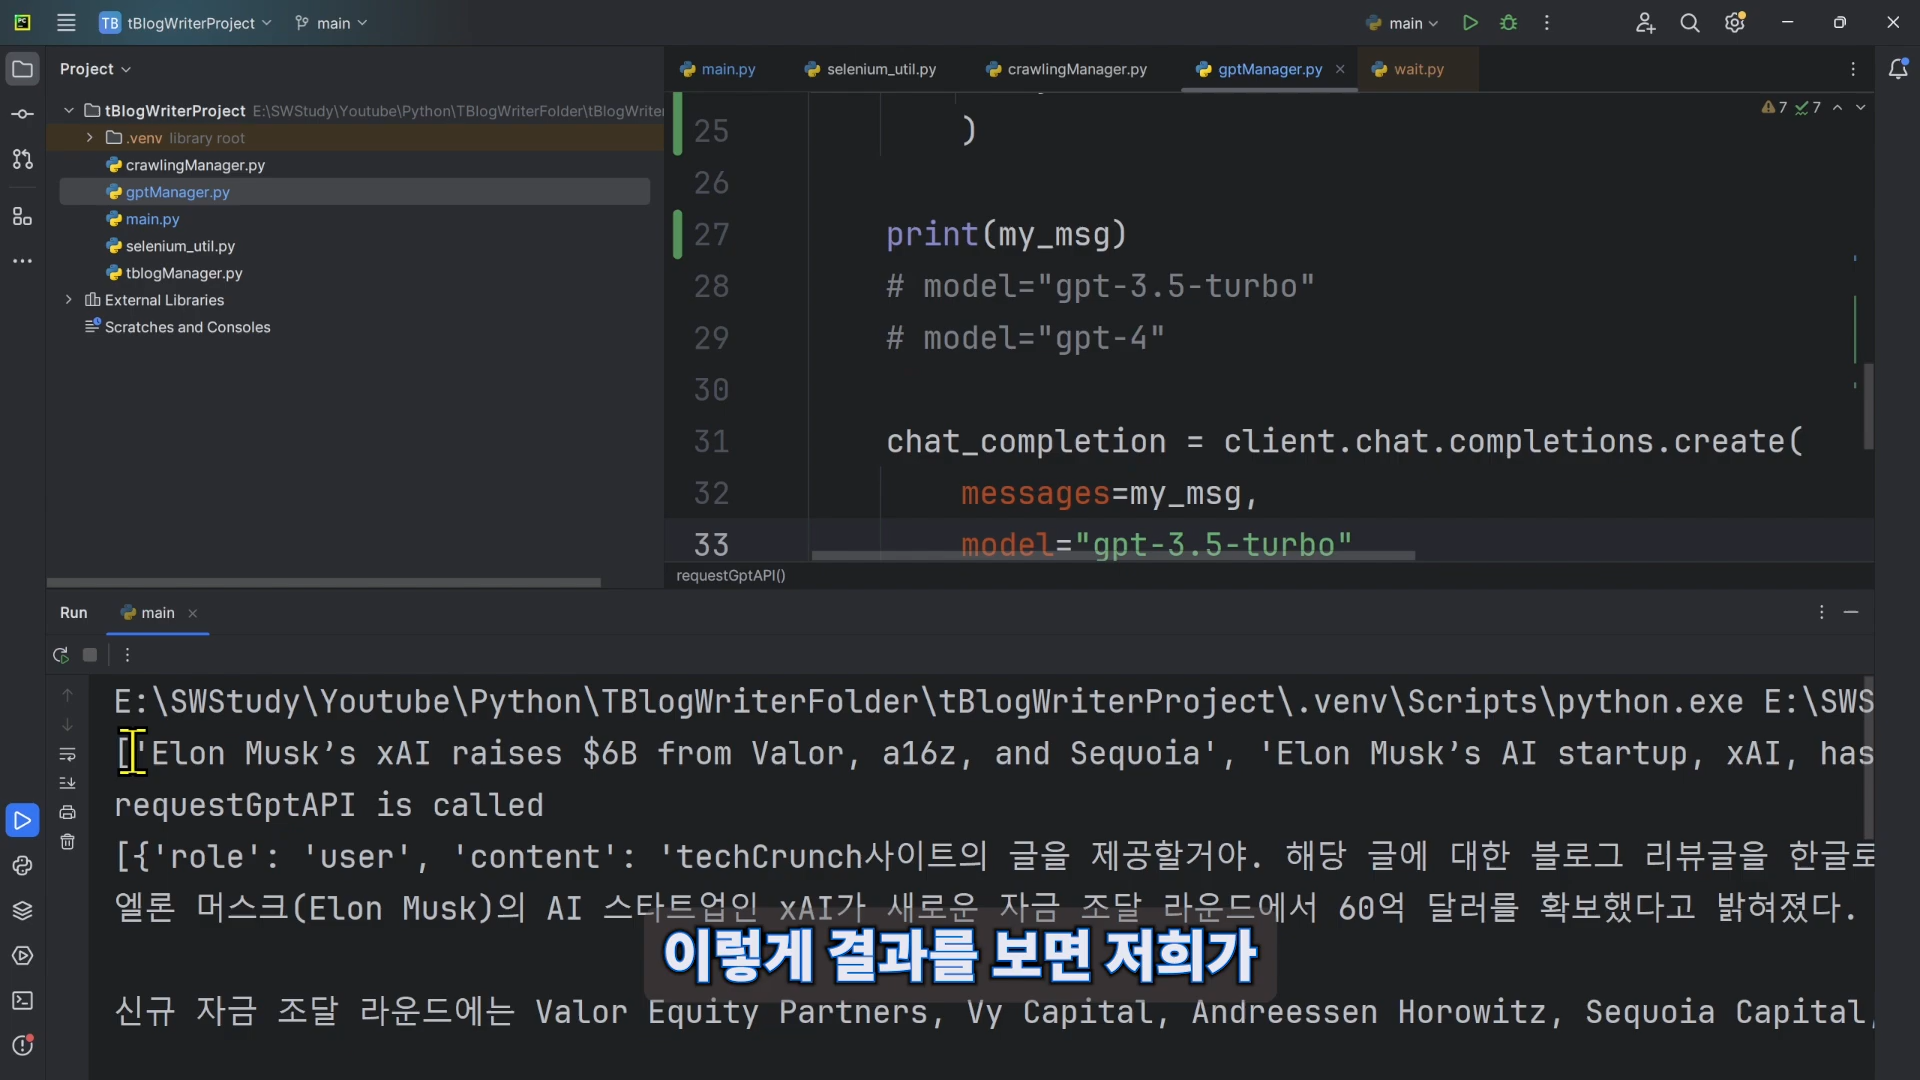 TB tBlogWriterProject
main
main
Project
main.py
selenium_util.py
crawlingManager.py
gptManager.py
wait.py
tBlogWriterProject E:\SWStudy\Youtube\Python\TBlogWriterFolder\tBlogWriter
.venv library root
crawlingManager.py
gptManager.py
main.py
selenium_util.py
tblogManager.py
External Libraries
Scratches and Consoles
7 7
25 )
26
27 print(my_msg)
28 # model="gpt-3.5-turbo"
29 # model="gpt-4"
30
31 chat_completion = client.chat.completions.create(
32 messages=my_msg,
33 model="gpt-3.5-turbo"
requestGptAPI()
Run main
E:\SWStudy\Youtube\Python\TBlogWriterFolder\tBlogWriterProject\.venv\Scripts\python.exe E:\SWS
['Elon Musk’s xAI raises $6B from Valor, a16z, and Sequoia', 'Elon Musk’s AI startup, xAI, has
requestGptAPI is called
[{'role': 'user', 'content': 'techCrunch사이트의 글을 제공할거야. 해당 글에 대한 블로그 리뷰글을 한글로
엘론 머스크(Elon Musk)의 AI 스타트업인 xAI가 새로운 자금 조달 라운드에서 60억 달러를 확보했다고 밝혀졌다.
이렇게 결과를 보면 저희가
신규 자금 조달 라운드에는 Valor Equity Partners, Vy Capital, Andreessen Horowitz, Sequoia Capital,